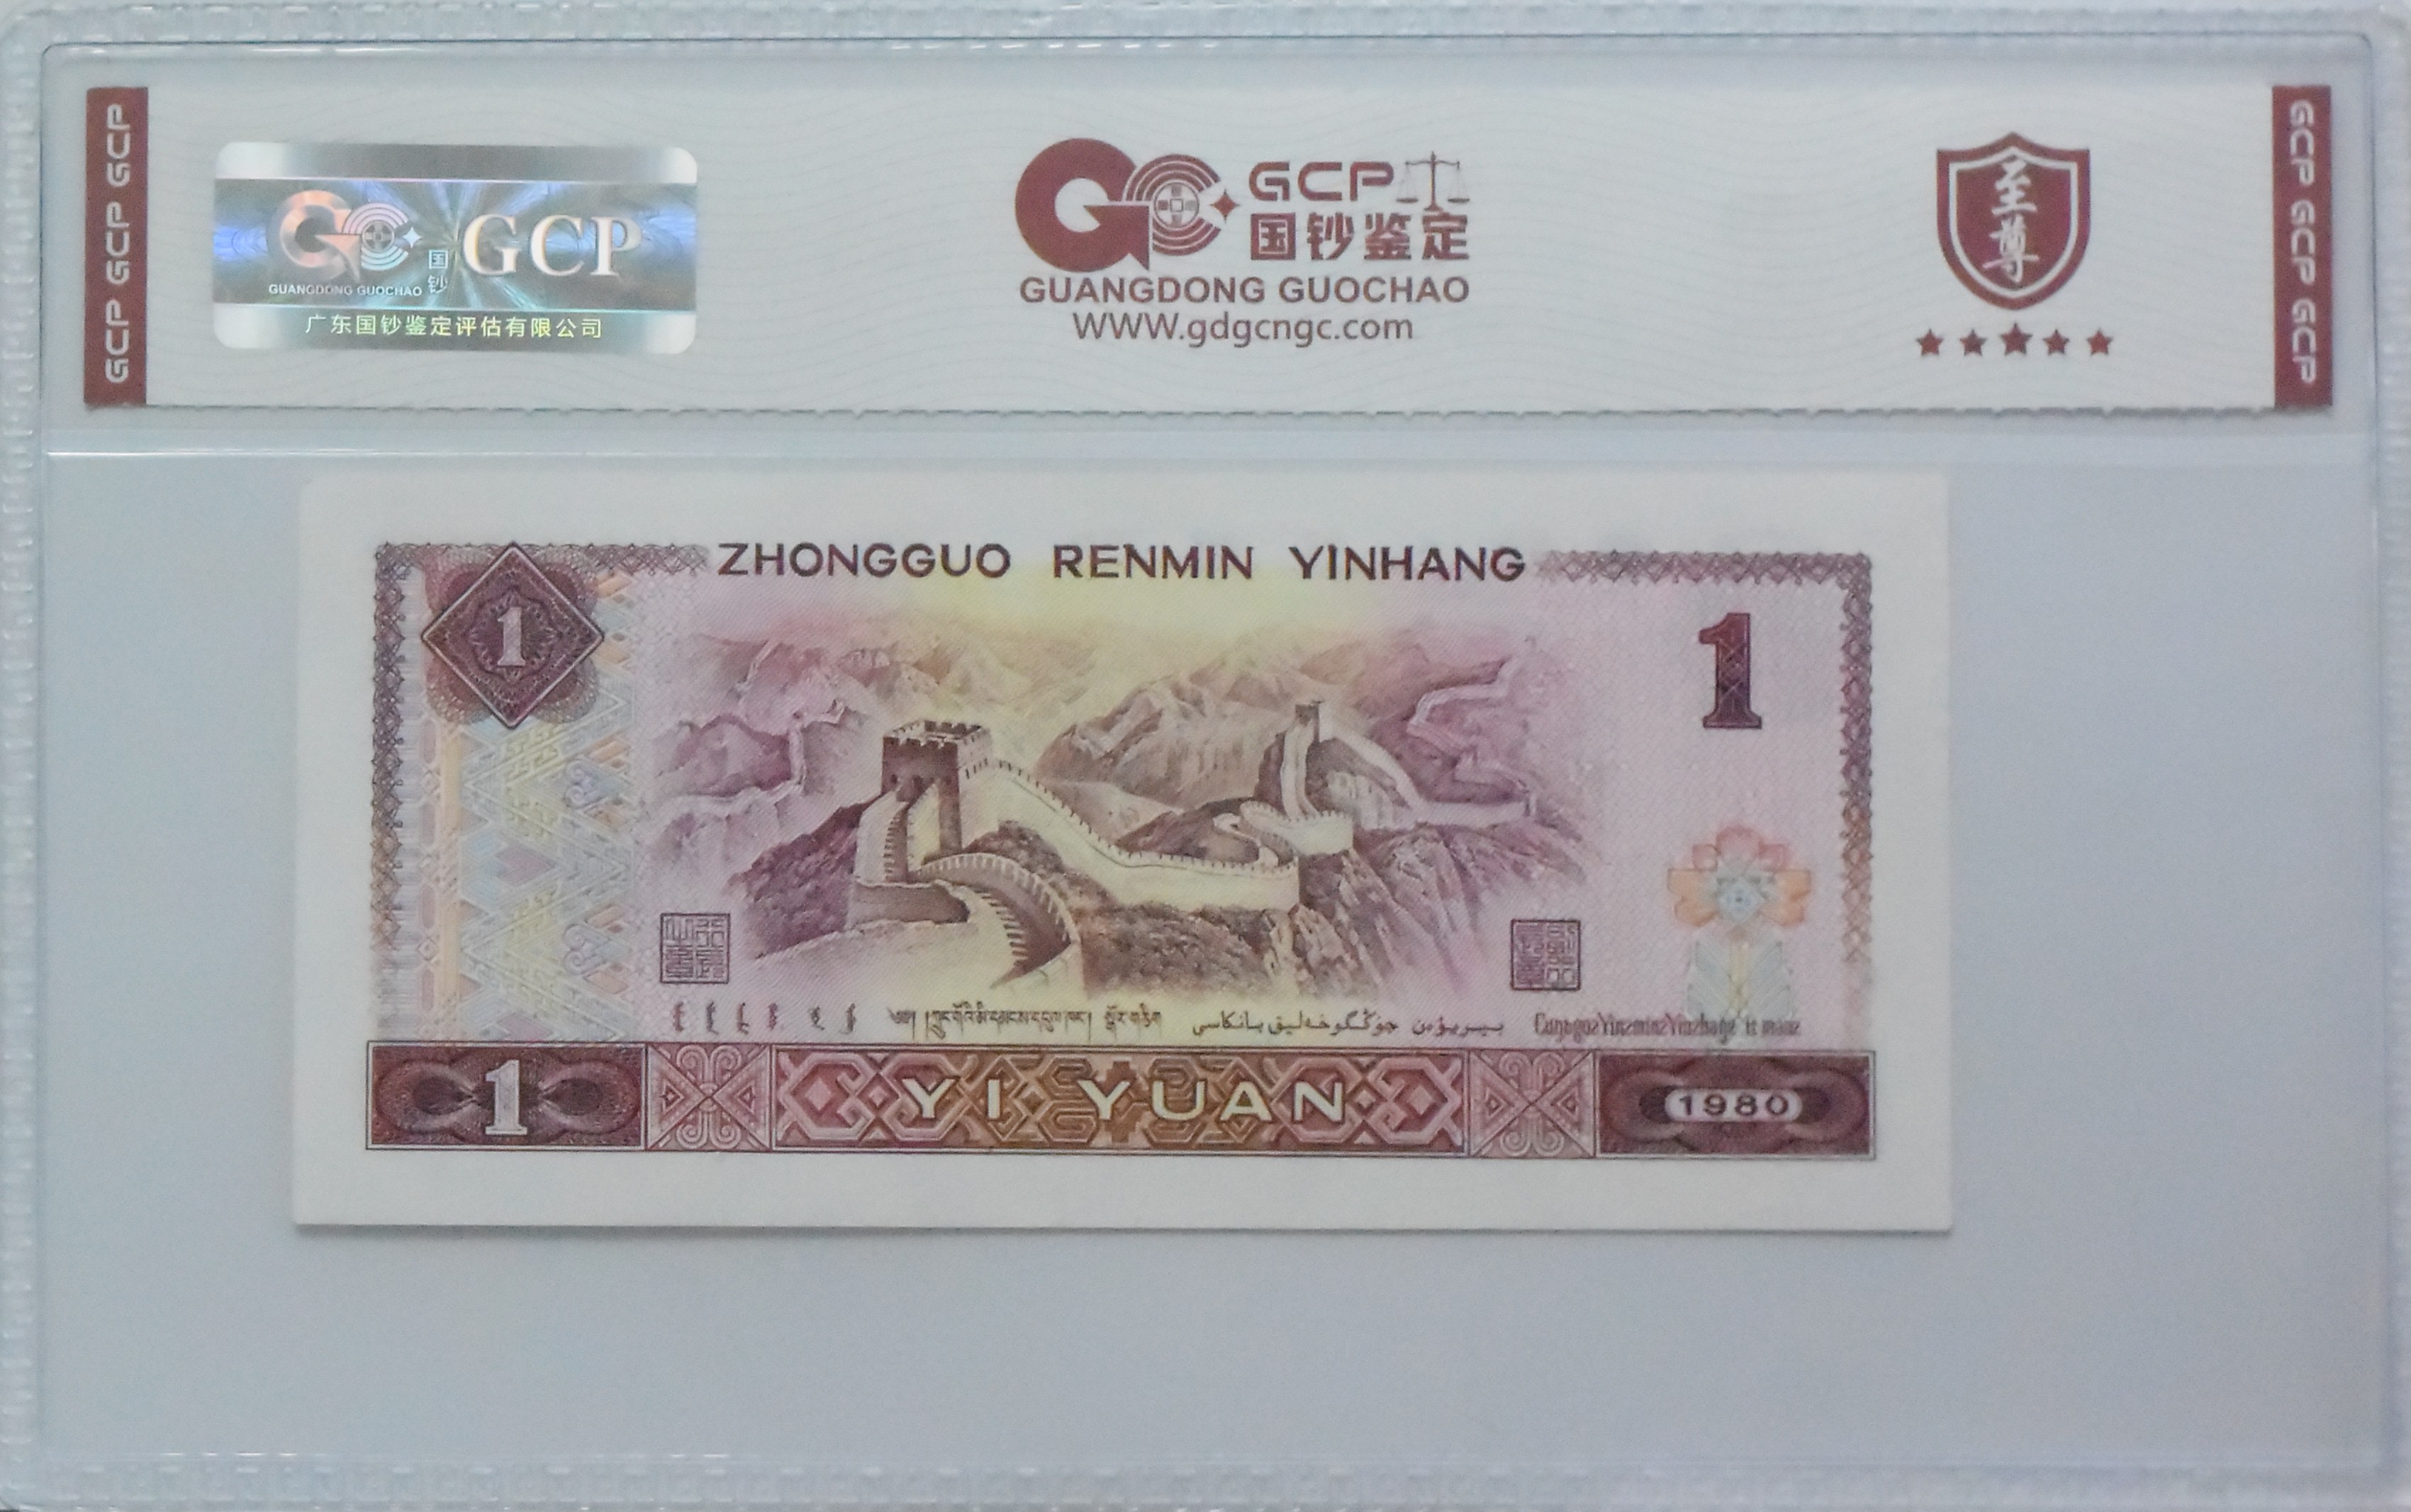 GCP GCP GCP
GCP
国钞
GUANGDONG GUOCHAO
广东国钞鉴定评估有限公司
GCP
国钞鉴定
GUANGDONG GUOCHAO
WWW.gdgcngc.com
至尊
GCP GCP GCP
ZHONGGUO RENMIN YINHANG
1
1
1
YI YUAN
1980